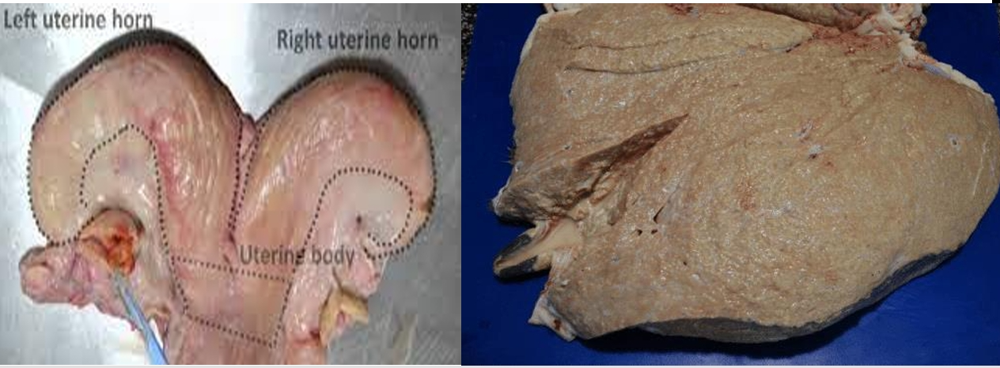 Left uterine horn
Right uterine horn
Uterine body